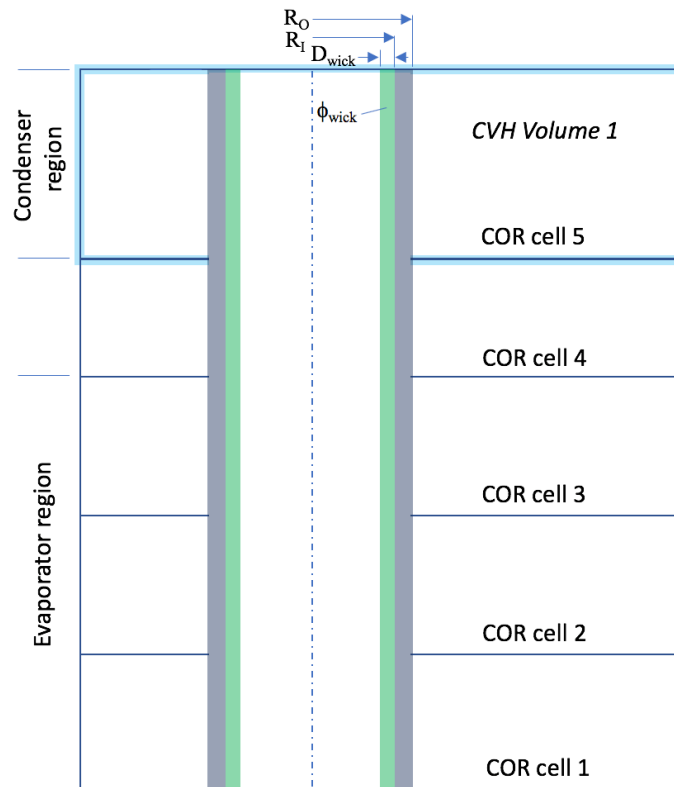 R_O
R_I
D_wick
ϕ_wick
CVH Volume 1
Condenser
region
COR cell 5
COR cell 4
Evaporator region
COR cell 3
COR cell 2
COR cell 1